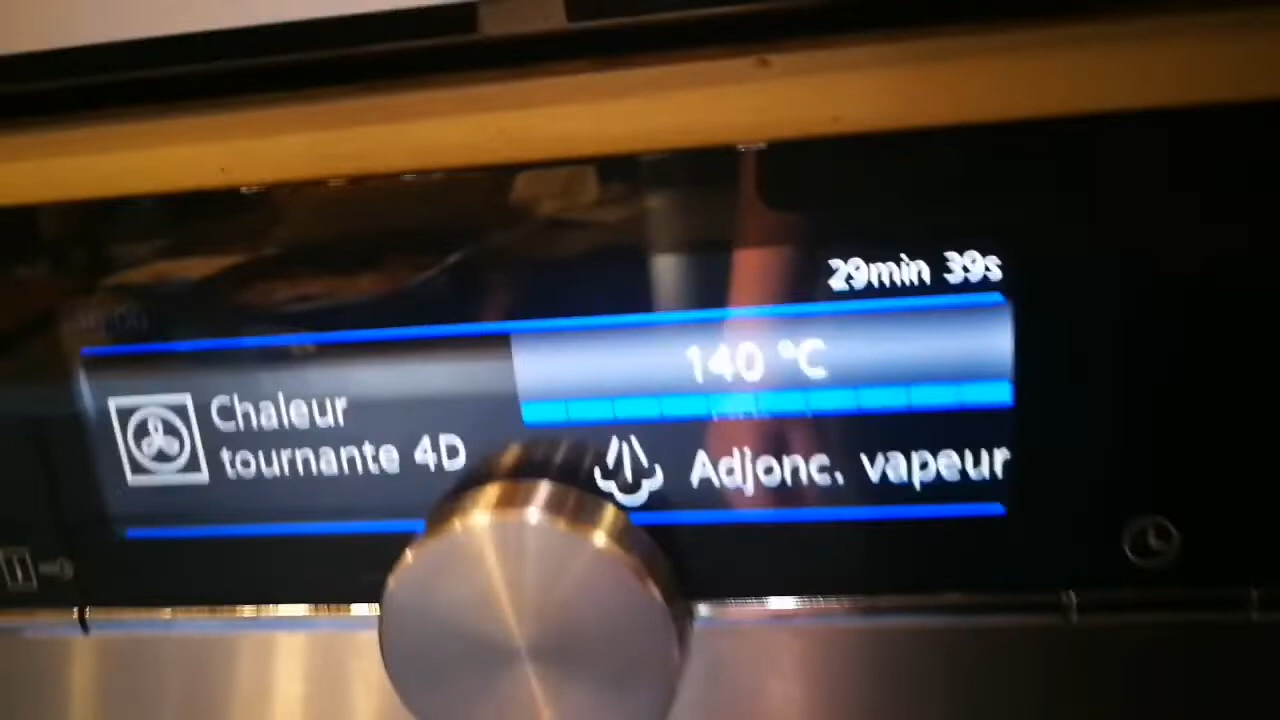 29min 39s
140 °C
Chaleur
tournante 4D
Adjonc. vapeur